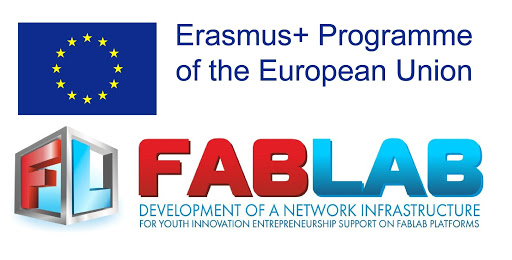 Erasmus+ Programme
of the European Union
FL
FABLAB
DEVELOPMENT OF A NETWORK INFRASTRUCTURE
FOR YOUTH INNOVATION ENTREPRENEURSHIP SUPPORT ON FABLAB PLATFORMS